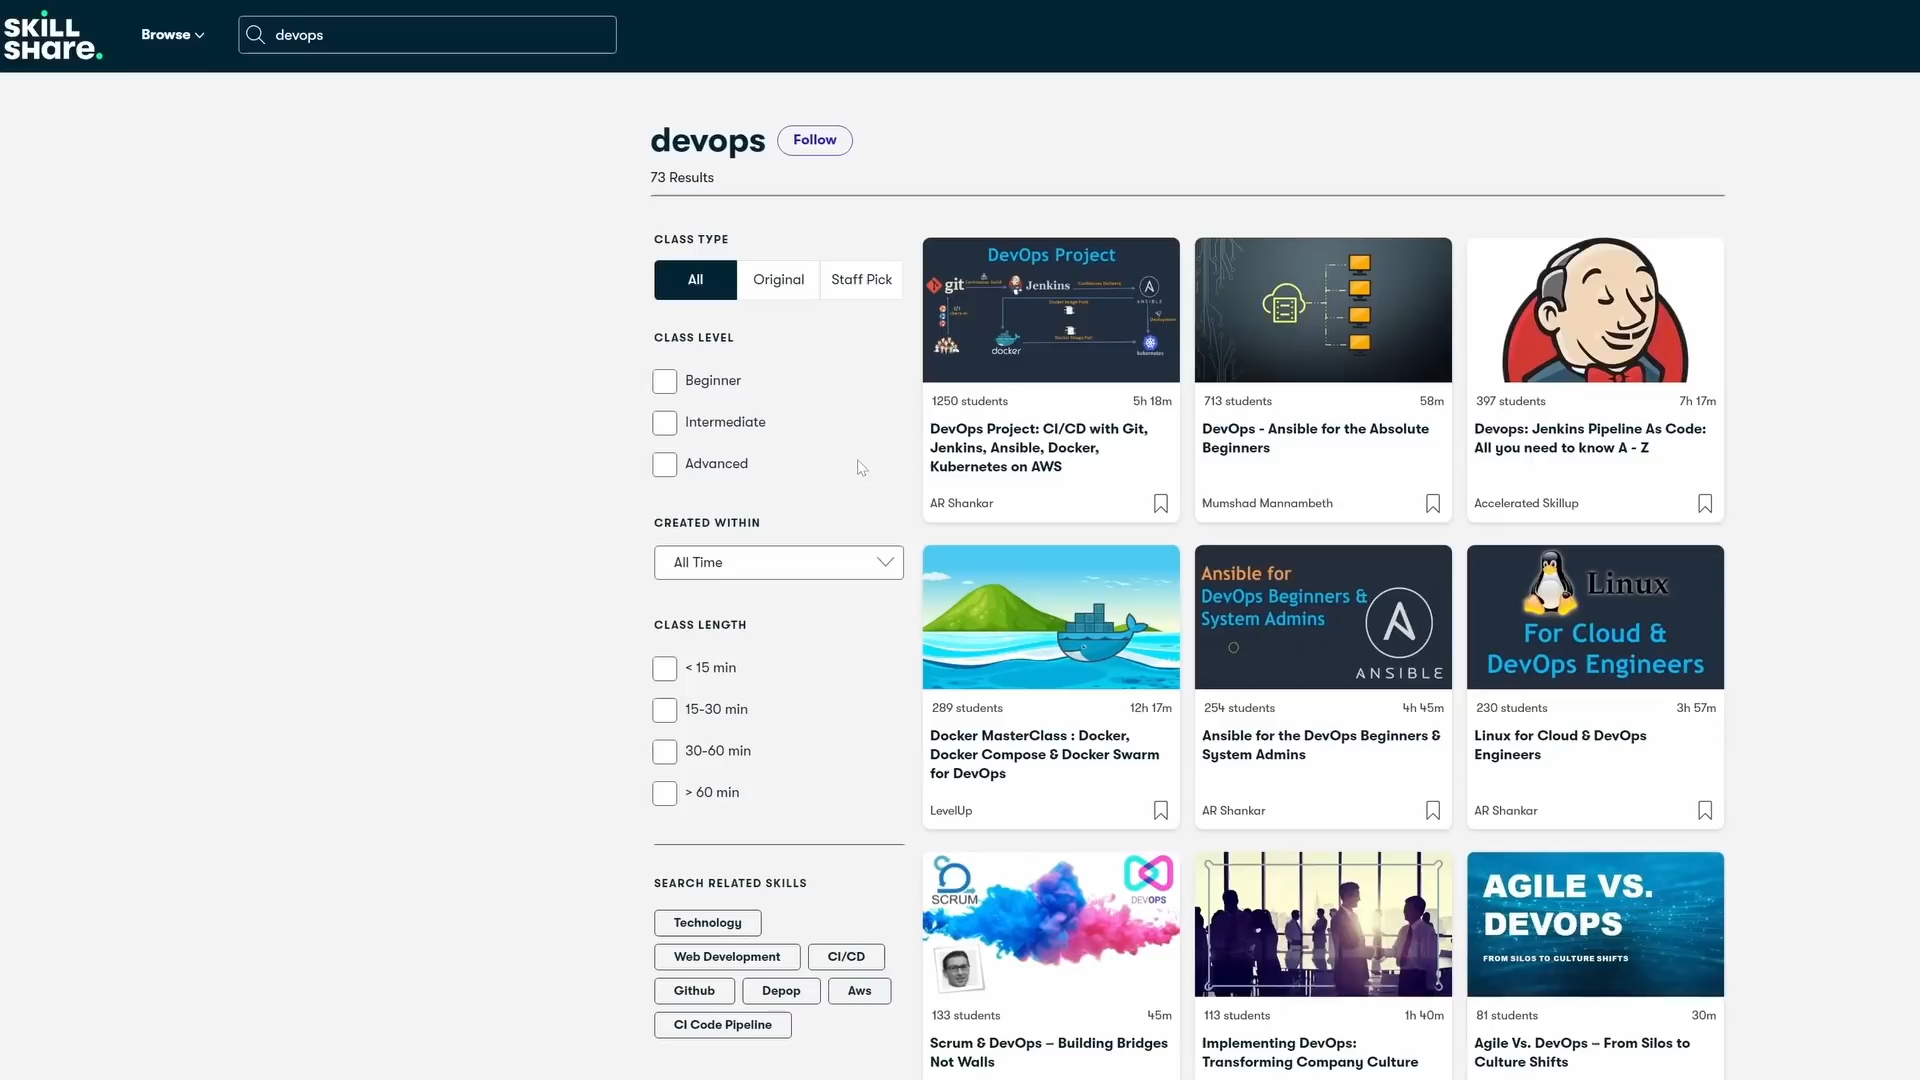 SKILL
SHARE.
Browse
devops
devops
Follow
73 Results
CLASS TYPE
All
Original
Staff Pick
CLASS LEVEL
Beginner
Intermediate
Advanced
CREATED WITHIN
All Time
CLASS LENGTH
< 15 min
15-30 min
30-60 min
> 60 min
SEARCH RELATED SKILLS
Technology
Web Development
CI/CD
Github
Depop
Aws
CI Code Pipeline
DevOps Project
git
Jenkins
ANSIBLE
docker
kubernetes
1250 students
5h 18m
DevOps Project: CI/CD with Git,
Jenkins, Ansible, Docker,
Kubernetes on AWS
AR Shankar
713 students
58m
DevOps - Ansible for the Absolute
Beginners
Mumshad Mannambeth
397 students
7h 17m
Devops: Jenkins Pipeline As Code:
All you need to know A - Z
Accelerated Skillup
289 students
12h 17m
Docker MasterClass : Docker,
Docker Compose & Docker Swarm
for DevOps
LevelUp
Ansible for
DevOps Beginners &
System Admins
ANSIBLE
254 students
4h 45m
Ansible for the DevOps Beginners &
System Admins
AR Shankar
Linux
For Cloud &
DevOps Engineers
230 students
3h 57m
Linux for Cloud & DevOps
Engineers
AR Shankar
SCRUM
DEVOPS
133 students
45m
Scrum & DevOps – Building Bridges
Not Walls
113 students
1h 40m
Implementing DevOps:
Transforming Company Culture
AGILE VS.
DEVOPS
FROM SILOS TO CULTURE SHIFTS
81 students
30m
Agile Vs. DevOps – From Silos to
Culture Shifts